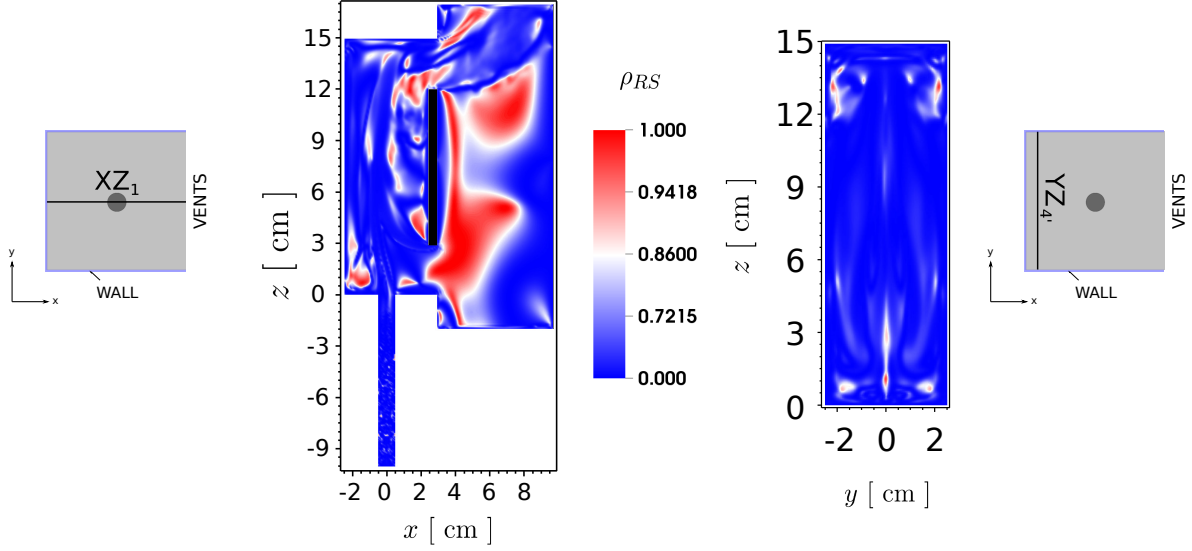 XZ1
VENTS
WALL
y
x
15
12
9
6
3
0
-3
-6
-9
z [ cm ]
-2 0 2 4 6 8
x [ cm ]
ρRS
1.000
0.9418
0.8600
0.7215
0.000
15
12
9
6
3
0
z [ cm ]
-2 0 2
y [ cm ]
YZ4'
VENTS
WALL
y
x